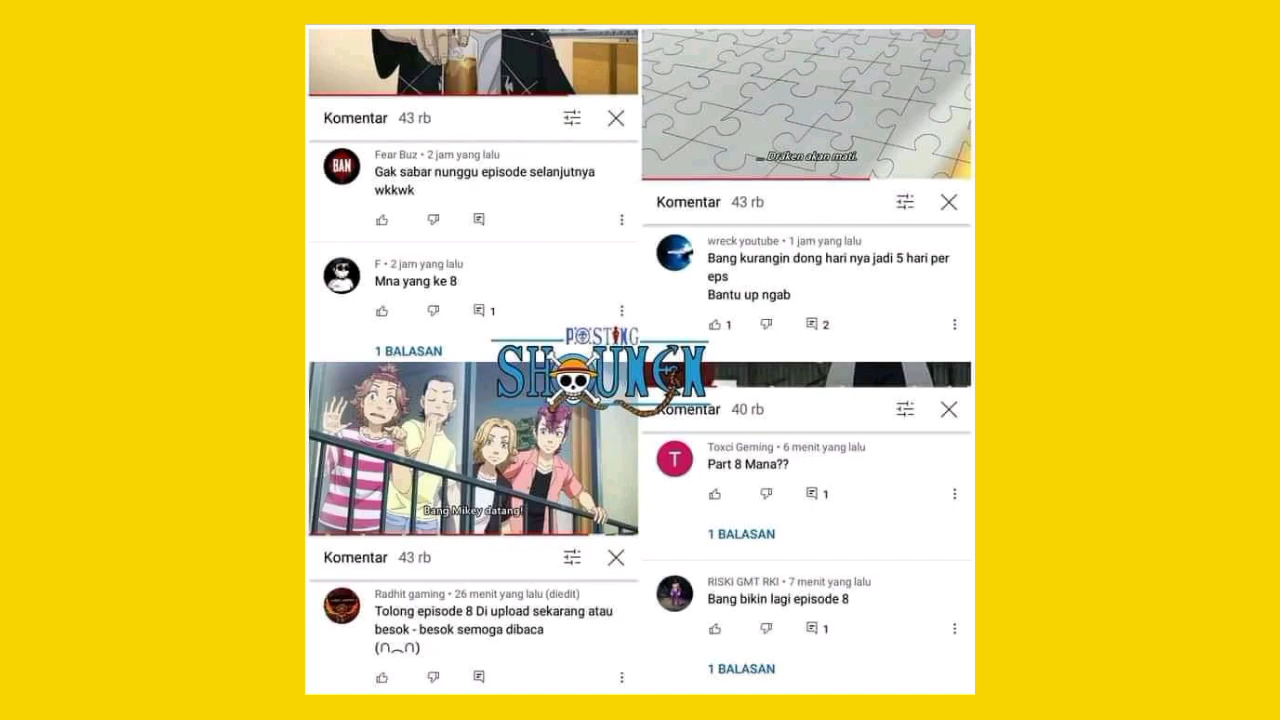 Komentar 43 rb
Fear Buz • 2 jam yang lalu
Gak sabar nunggu episode selanjutnya
wkkwk
F • 2 jam yang lalu
Mna yang ke 8
1
1 BALASAN
... Draken akan mati.
Komentar 43 rb
wreck youtube • 1 jam yang lalu
Bang kurangin dong hari nya jadi 5 hari per
eps
Bantu up ngab
1 2
POSTING
SHOUNEN
Bang Mikey datang!
Komentar 43 rb
Radhit gaming • 26 menit yang lalu (diedit)
Tolong episode 8 Di upload sekarang atau
besok - besok semoga dibaca
(∩︵∩)
Komentar 40 rb
Toxci Geming • 6 menit yang lalu
Part 8 Mana??
1
1 BALASAN
RISKI GMT RKI • 7 menit yang lalu
Bang bikin lagi episode 8
1
1 BALASAN
BAN
T